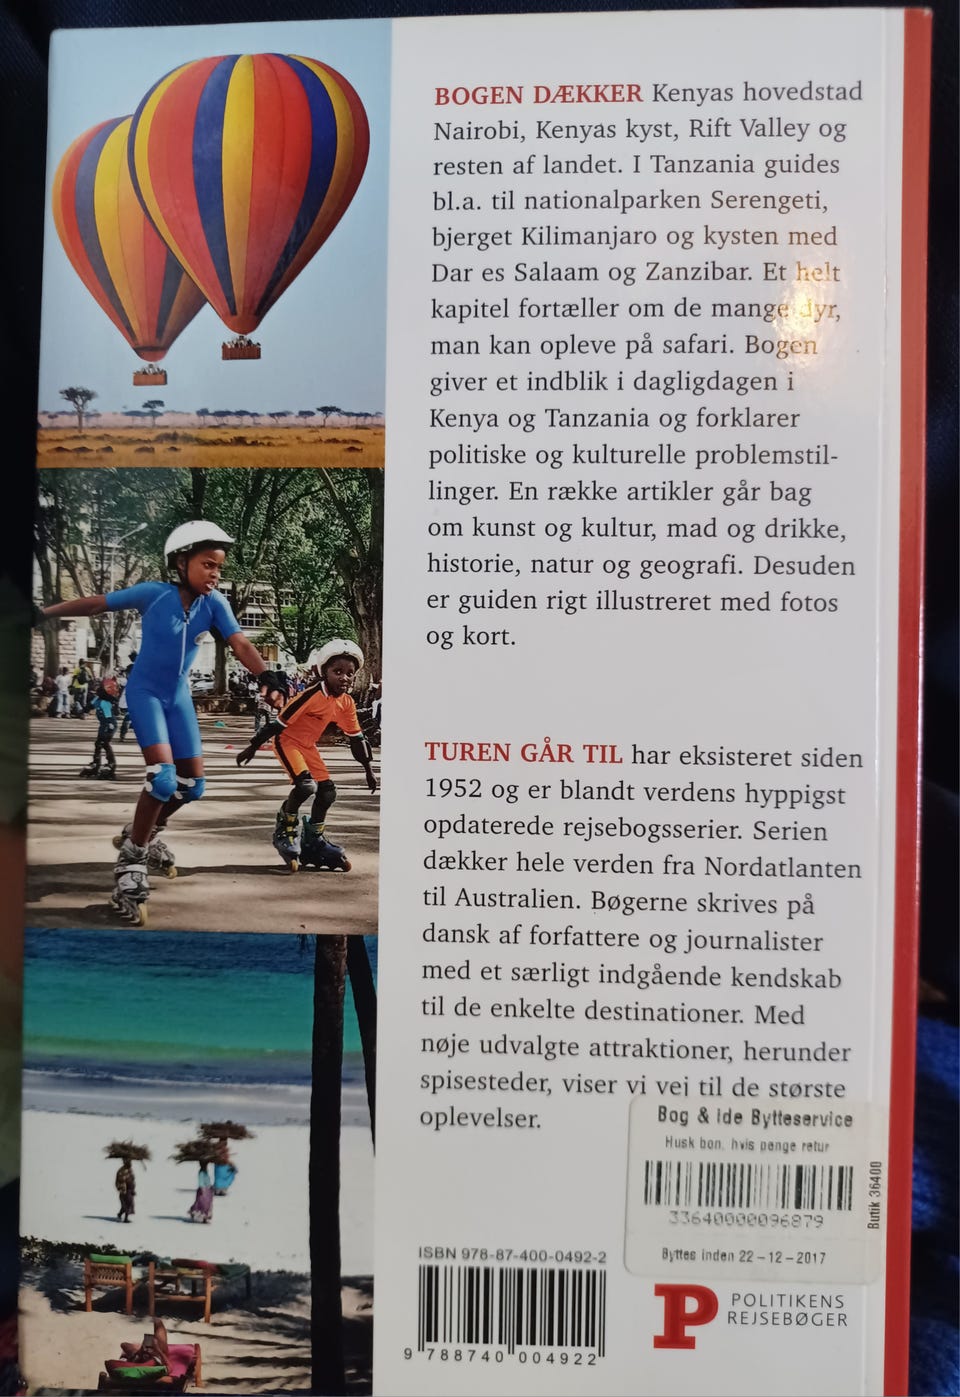 BOGEN DÆKKER Kenyas hovedstad
Nairobi, Kenyas kyst, Rift Valley og
resten af landet. I Tanzania guides
bl.a. til nationalparken Serengeti,
bjerget Kilimanjaro og kysten med
Dar es Salaam og Zanzibar. Et helt
kapitel fortæller om de mange dyr,
man kan opleve på safari. Bogen
giver et indblik i dagligdagen i
Kenya og Tanzania og forklarer
politiske og kulturelle problemstil-
linger. En række artikler går bag
om kunst og kultur, mad og drikke,
historie, natur og geografi. Desuden
er guiden rigt illustreret med fotos
og kort.
TUREN GÅR TIL har eksisteret siden
1952 og er blandt verdens hyppigst
opdaterede rejsebogsserier. Serien
dækker hele verden fra Nordatlanten
til Australien. Bøgerne skrives på
dansk af forfattere og journalister
med et særligt indgående kendskab
til de enkelte destinationer. Med
nøje udvalgte attraktioner, herunder
spisesteder, viser vi vej til de største
oplevelser.
Bog & Ide Bytteservice
Husk bon, hvis penge retur
33640000096879
Butik 36400
Byttes inden 22-12-2017
ISBN 978-87-400-0492-2
9 788740 004922
P POLITIKENS
REJSEBØGER